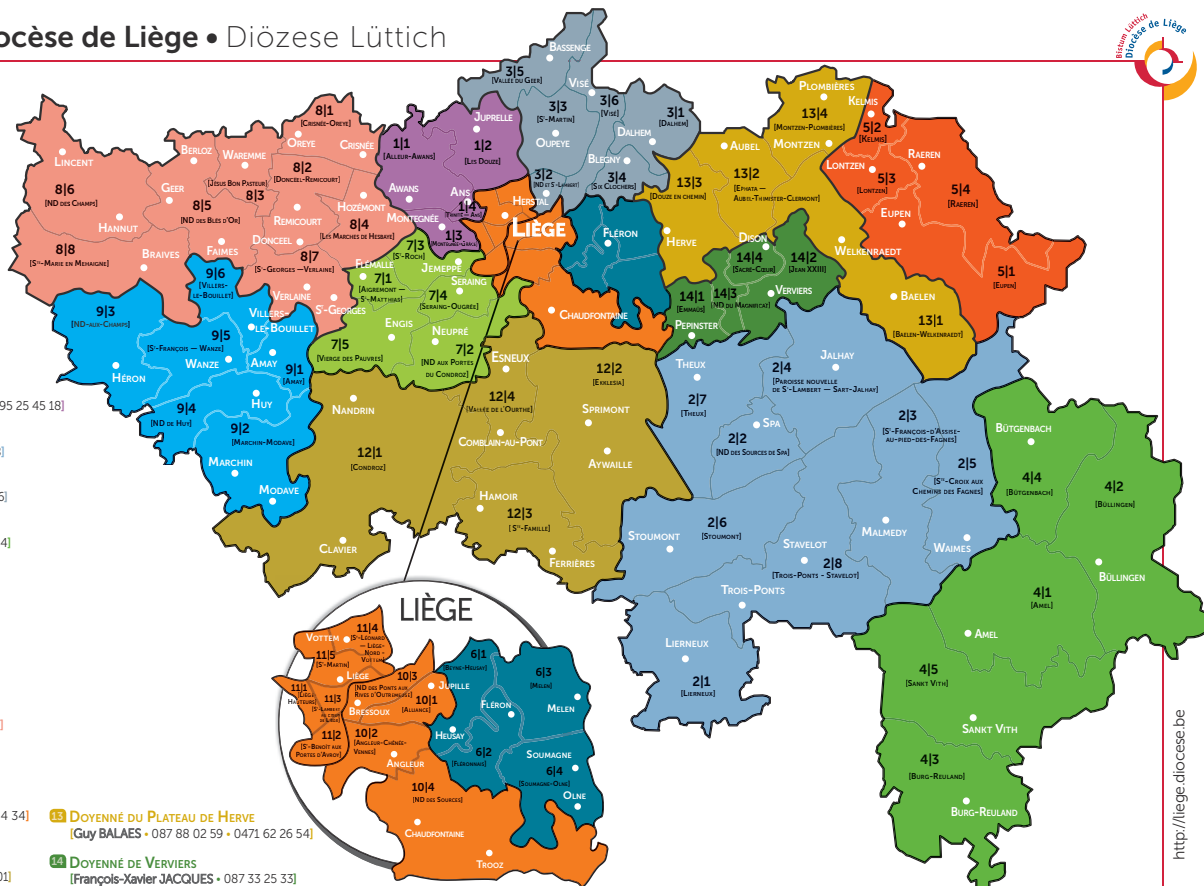 ocèse de Liège • Diözese Lüttich
Bistum Lüttich
Diocèse de Liège
Bassenge
3|5
[Vallée du Geer]
Visé
3|3
[St-Martin]
Oupeye
3|6
[Visé]
3|1
[Dalhem]
Dalhem
Blegny
3|2
[ND et St-Lambert]
3|4
[Six Clochers]
Plombières
13|4
[Montzen-Plombières]
Montzen
Aubel
13|2
[Ephata —
Aubel-Thimister-Clermont]
13|3
[Douze en chemin]
Herve
Welkenraedt
Baelen
13|1
[Baelen-Welkenraedt]
Kelmis
5|2
[Kelmis]
Raeren
Lontzen
5|3
[Lontzen]
5|4
[Raeren]
Eupen
5|1
[Eupen]
8|1
[Crisnée-Oreye]
Oreye
Crisnée
Lincent
Berloz
Waremme
[Jésus Bon Pasteur]
8|3
8|2
[Donceel-Remicourt]
8|6
[ND des Champs]
Geer
8|5
[ND des Blés d'Or]
Remicourt
Hozémont
8|4
[Les Marches de Hesbaye]
Hannut
Faimes
Donceel
8|8
[Ste-Marie en Mehaigne]
Braives
8|7
[St-Georges —Verlaine]
Verlaine
St-Georges
Juprelle
1|1
[Alleur-Awans]
1|2
[Les Douze]
Awans
Ans
1|4
[Trinité — Ans]
Montegnée
1|3
[Montegnée-Grâce]
Herstal
Liège
Fléron
Chaudfontaine
Dison
14|4
[Sacré-Cœur]
14|2
[Jean XXIII]
14|1
[Emmaüs]
14|3
[ND du Magnificat]
Verviers
Pepinster
7|3
[St-Roch]
Flémalle
Jemeppe
7|1
[Aigremont —
St-Matthias]
Seraing
7|4
[Seraing-Ougrée]
Engis
Neupré
7|5
[Vierge des Pauvres]
7|2
[ND aux Portes
du Condroz]
9|6
[Villers-
le-Bouillet]
9|3
[ND-aux-Champs]
Villers-
le-Bouillet
9|5
[St-François — Wanze]
Wanze
Amay
9|1
[Amay]
Héron
Huy
9|4
[ND de Huy]
9|2
[Marchin-Modave]
Marchin
Modave
Nandrin
12|1
[Condroz]
Clavier
Esneux
12|4
[Vallée de l'Ourthe]
12|2
[Ekklesia]
Sprimont
Comblain-au-Pont
Aywaille
Hamoir
12|3
[Ste-Famille]
Ferrières
Theux
2|7
[Theux]
Jalhay
2|4
[Paroisse nouvelle
de St-Lambert — Sart-Jalhay]
Spa
2|2
[ND des Sources de Spa]
2|3
[St-François-d'Assise-
au-pied-des-Fagnes]
2|5
[Ste-Croix aux
Chemins des Fagnes]
Stoumont
2|6
[Stoumont]
Stavelot
2|8
[Trois-Ponts - Stavelot]
Malmedy
Waimes
Trois-Ponts
Lierneux
2|1
[Lierneux]
Bütgenbach
4|4
[Bütgenbach]
4|2
[Büllingen]
Büllingen
4|1
[Amel]
Amel
4|5
[Sankt Vith]
Sankt Vith
4|3
[Burg-Reuland]
Burg-Reuland
LIÈGE
Vottem
11|4
[St-Léonard
— Liège-
Nord -
Vottem]
11|5
[St-Martin]
Liège
11|1
[Liège
Hauteurs]
11|3
[St-Lambert
au cœur
de Liège]
11|2
[St-Benoît aux
Portes d'Avroy]
10|3
[ND des Ponts aux
Rives d'Outremeuse]
Jupille
10|1
[Alliance]
Bressoux
10|2
[Angleur-Chênée-
Vennes]
Angleur
10|4
[ND des Sources]
Chaudfontaine
Trooz
6|1
[Beyne-Heusay]
6|3
[Melen]
Melen
Fléron
Heusay
6|2
[Fléronnais]
Soumagne
6|4
[Soumagne-Olne]
Olne
95 25 45 18]
4 34]
01]
13 Doyenné du Plateau de Herve
[Guy BALAES • 087 88 02 59 • 0471 62 26 54]
14 Doyenné de Verviers
[François-Xavier JACQUES • 087 33 25 33]
http://liege.diocese.be